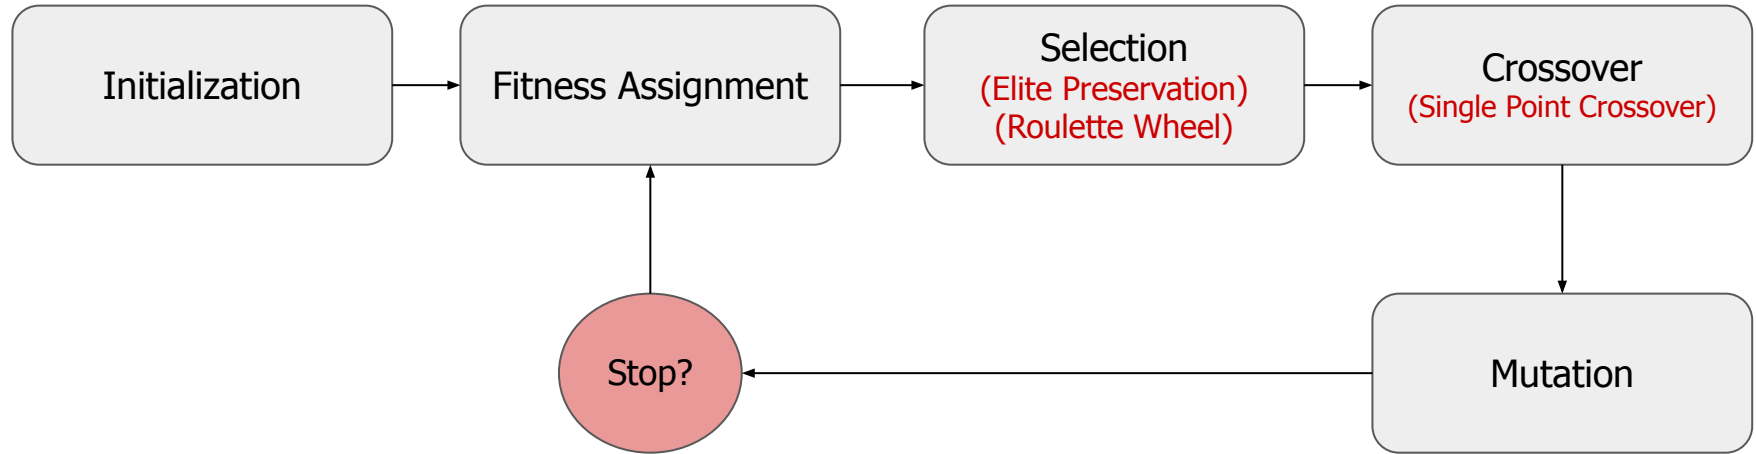 Initialization
Fitness Assignment
Selection
(Elite Preservation)
(Roulette Wheel)
Crossover
(Single Point Crossover)
Stop?
Mutation